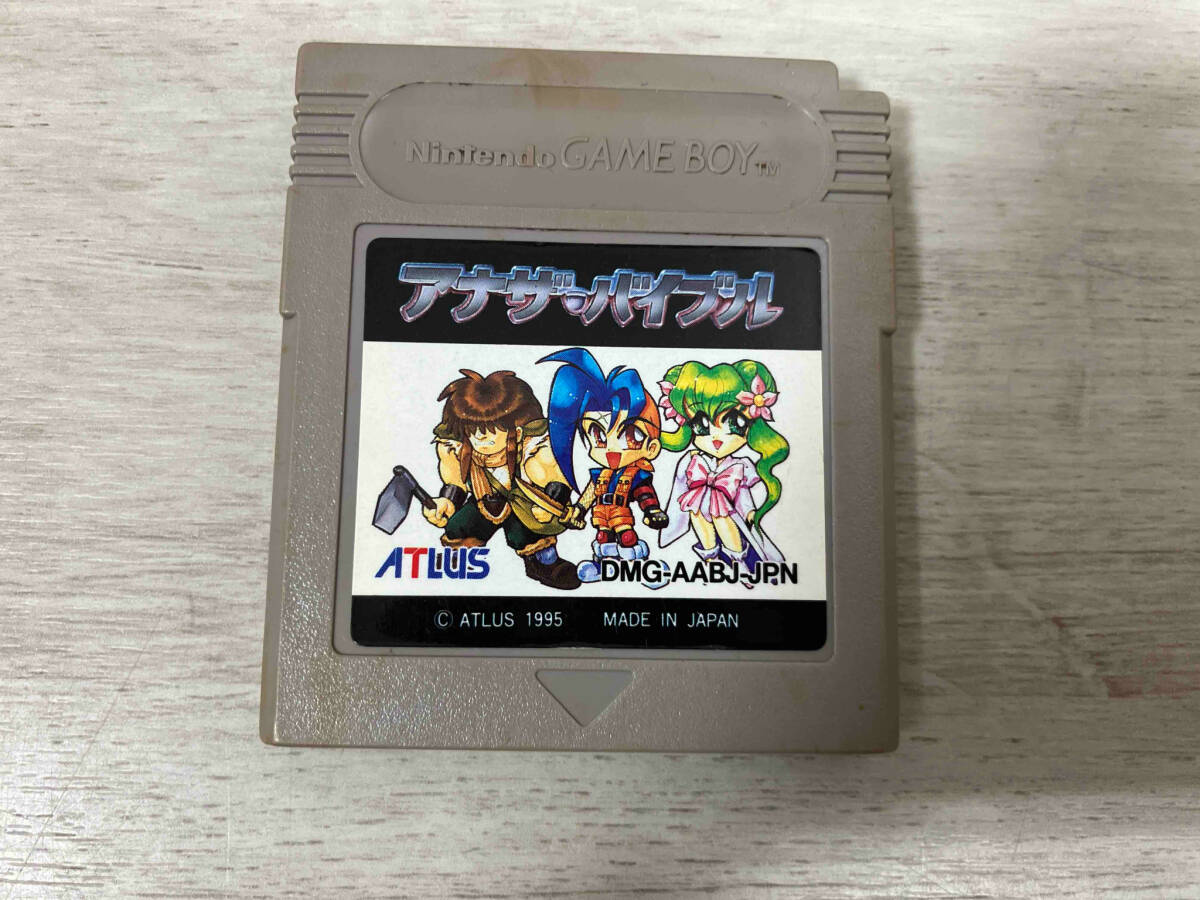 Nintendo GAME BOY TM
アナザ・バイブル
ATLUS
DMG-AABJ-JPN
© ATLUS 1995 MADE IN JAPAN